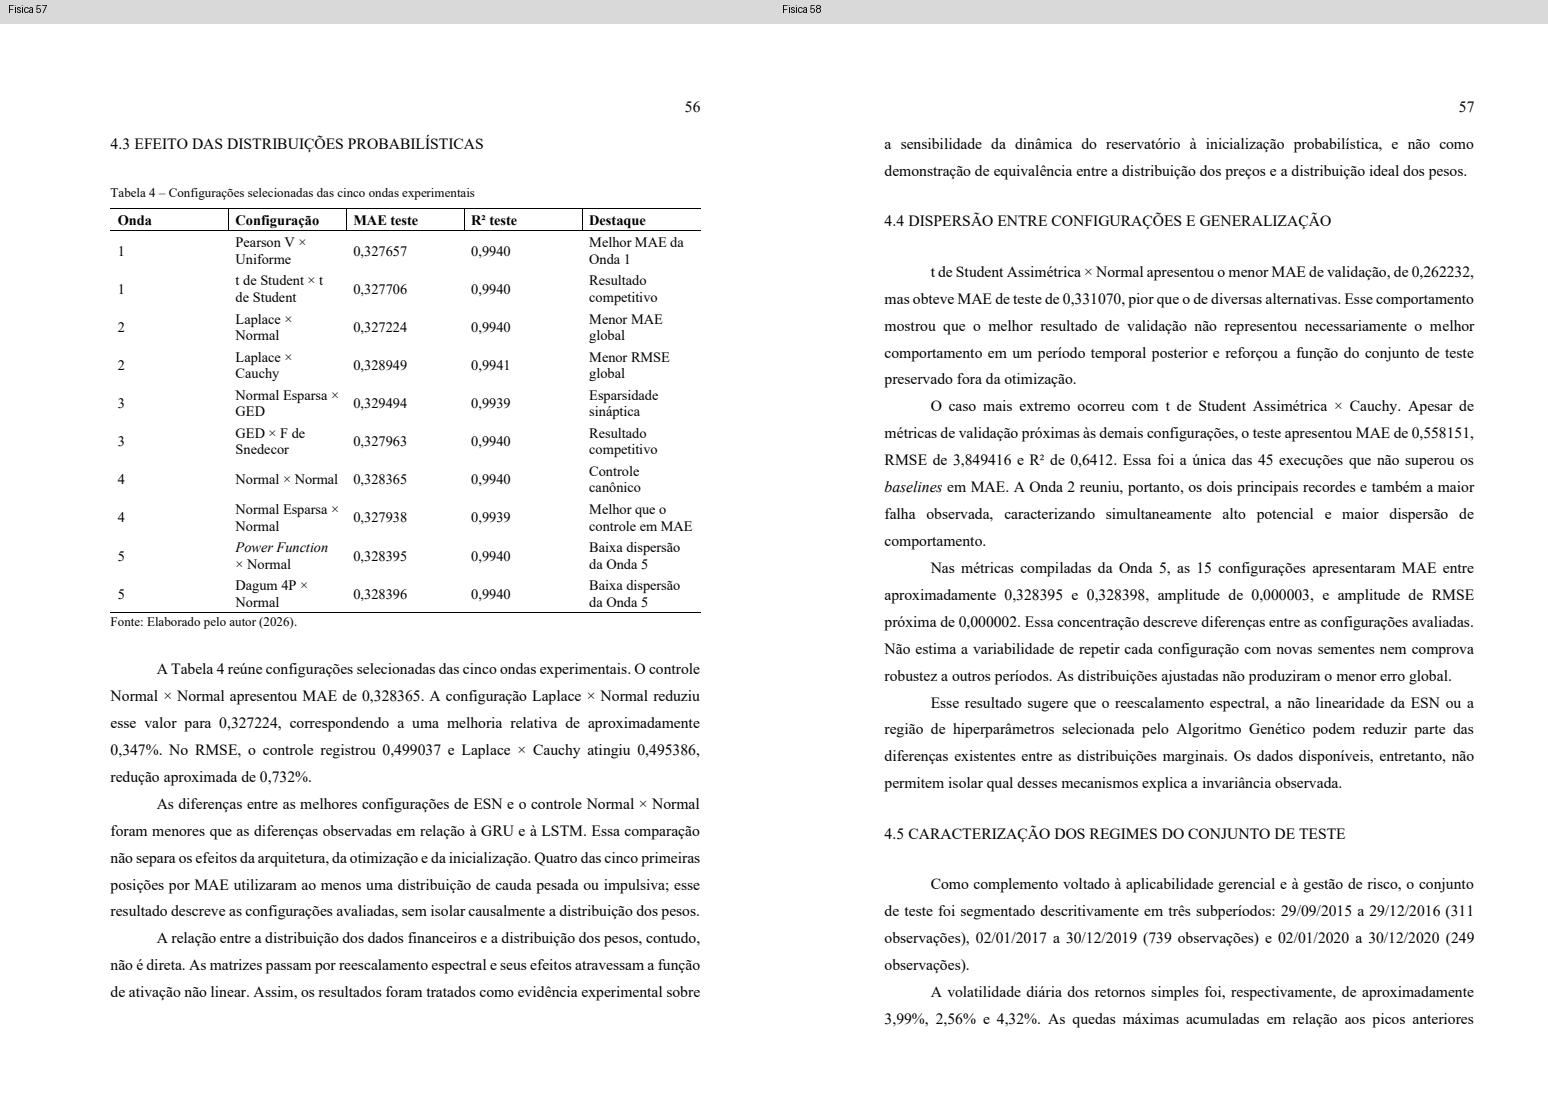 Fisica 57
56
4.3 EFEITO DAS DISTRIBUIÇÕES PROBABILÍSTICAS
Tabela 4 – Configurações selecionadas das cinco ondas experimentais
Onda Configuração MAE teste R² teste Destaque
1 Pearson V × Uniforme 0,327657 0,9940 Melhor MAE da Onda 1
1 t de Student × t de Student 0,327706 0,9940 Resultado competitivo
2 Laplace × Normal 0,327224 0,9940 Menor MAE global
2 Laplace × Cauchy 0,328949 0,9941 Menor RMSE global
3 Normal Esparsa × GED 0,329494 0,9939 Esparsidade sináptica
3 GED × F de Snedecor 0,327963 0,9940 Resultado competitivo
4 Normal × Normal 0,328365 0,9940 Controle canônico
4 Normal Esparsa × Normal 0,327938 0,9939 Melhor que o controle em MAE
5 Power Function × Normal 0,328395 0,9940 Baixa dispersão da Onda 5
5 Dagum 4P × Normal 0,328396 0,9940 Baixa dispersão da Onda 5
Fonte: Elaborado pelo autor (2026).
A Tabela 4 reúne configurações selecionadas das cinco ondas experimentais. O controle
Normal × Normal apresentou MAE de 0,328365. A configuração Laplace × Normal reduziu
esse valor para 0,327224, correspondendo a uma melhoria relativa de aproximadamente
0,347%. No RMSE, o controle registrou 0,499037 e Laplace × Cauchy atingiu 0,495386,
redução aproximada de 0,732%.
As diferenças entre as melhores configurações de ESN e o controle Normal × Normal
foram menores que as diferenças observadas em relação à GRU e à LSTM. Essa comparação
não separa os efeitos da arquitetura, da otimização e da inicialização. Quatro das cinco primeiras
posições por MAE utilizaram ao menos uma distribuição de cauda pesada ou impulsiva; esse
resultado descreve as configurações avaliadas, sem isolar causalmente a distribuição dos pesos.
A relação entre a distribuição dos dados financeiros e a distribuição dos pesos, contudo,
não é direta. As matrizes passam por reescalamento espectral e seus efeitos atravessam a função
de ativação não linear. Assim, os resultados foram tratados como evidência experimental sobre
Fisica 58
57
a sensibilidade da dinâmica do reservatório à inicialização probabilística, e não como
demonstração de equivalência entre a distribuição dos preços e a distribuição ideal dos pesos.
4.4 DISPERSÃO ENTRE CONFIGURAÇÕES E GENERALIZAÇÃO
t de Student Assimétrica × Normal apresentou o menor MAE de validação, de 0,262232,
mas obteve MAE de teste de 0,331070, pior que o de diversas alternativas. Esse comportamento
mostrou que o melhor resultado de validação não representou necessariamente o melhor
comportamento em um período temporal posterior e reforçou a função do conjunto de teste
preservado fora da otimização.
O caso mais extremo ocorreu com t de Student Assimétrica × Cauchy. Apesar de
métricas de validação próximas às demais configurações, o teste apresentou MAE de 0,558151,
RMSE de 3,849416 e R² de 0,6412. Essa foi a única das 45 execuções que não superou os
baselines em MAE. A Onda 2 reuniu, portanto, os dois principais recordes e também a maior
falha observada, caracterizando simultaneamente alto potencial e maior dispersão de
comportamento.
Nas métricas compiladas da Onda 5, as 15 configurações apresentaram MAE entre
aproximadamente 0,328395 e 0,328398, amplitude de 0,000003, e amplitude de RMSE
próxima de 0,000002. Essa concentração descreve diferenças entre as configurações avaliadas.
Não estima a variabilidade de repetir cada configuração com novas sementes nem comprova
robustez a outros períodos. As distribuições ajustadas não produziram o menor erro global.
Esse resultado sugere que o reescalamento espectral, a não linearidade da ESN ou a
região de hiperparâmetros selecionada pelo Algoritmo Genético podem reduzir parte das
diferenças existentes entre as distribuições marginais. Os dados disponíveis, entretanto, não
permitem isolar qual desses mecanismos explica a invariância observada.
4.5 CARACTERIZAÇÃO DOS REGIMES DO CONJUNTO DE TESTE
Como complemento voltado à aplicabilidade gerencial e à gestão de risco, o conjunto
de teste foi segmentado descritivamente em três subperíodos: 29/09/2015 a 29/12/2016 (311
observações), 02/01/2017 a 30/12/2019 (739 observações) e 02/01/2020 a 30/12/2020 (249
observações).
A volatilidade diária dos retornos simples foi, respectivamente, de aproximadamente
3,99%, 2,56% e 4,32%. As quedas máximas acumuladas em relação aos picos anteriores